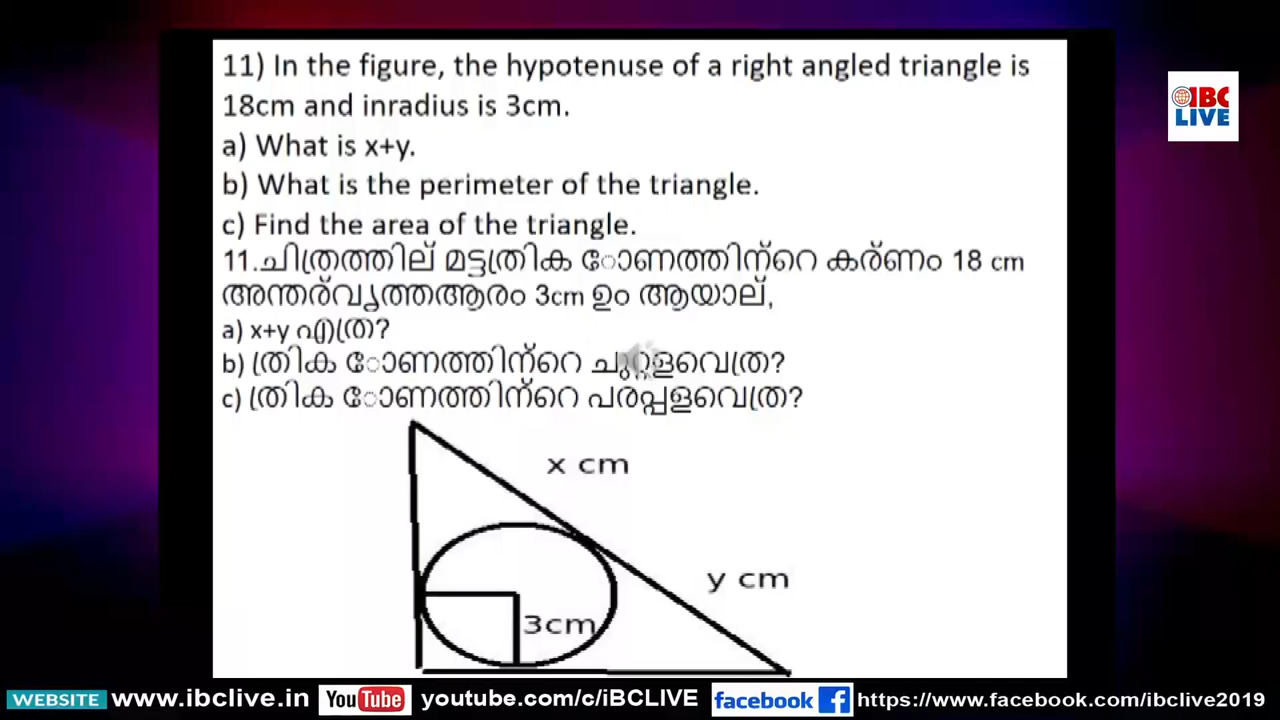 11) In the figure, the hypotenuse of a right angled triangle is
18cm and inradius is 3cm.
a) What is x+y.
b) What is the perimeter of the triangle.
c) Find the area of the triangle.
11.ചിത്രത്തില് മട്ടത്രിക ോണത്തിന്റെ കര്ണം 18 cm
അന്തര്വൃത്തആരം 3cm ഉം ആയാല്,
a) x+y എത്ര?
b) ത്രിക ോണത്തിന്റെ ചുറ്റളവെത്ര?
c) ത്രിക ോണത്തിന്റെ പരപ്പളവെത്ര?
x cm
y cm
3cm
IBC
LIVE
WEBSITE www.ibclive.in YouTube youtube.com/c/iBCLIVE facebook f https://www.facebook.com/ibclive2019